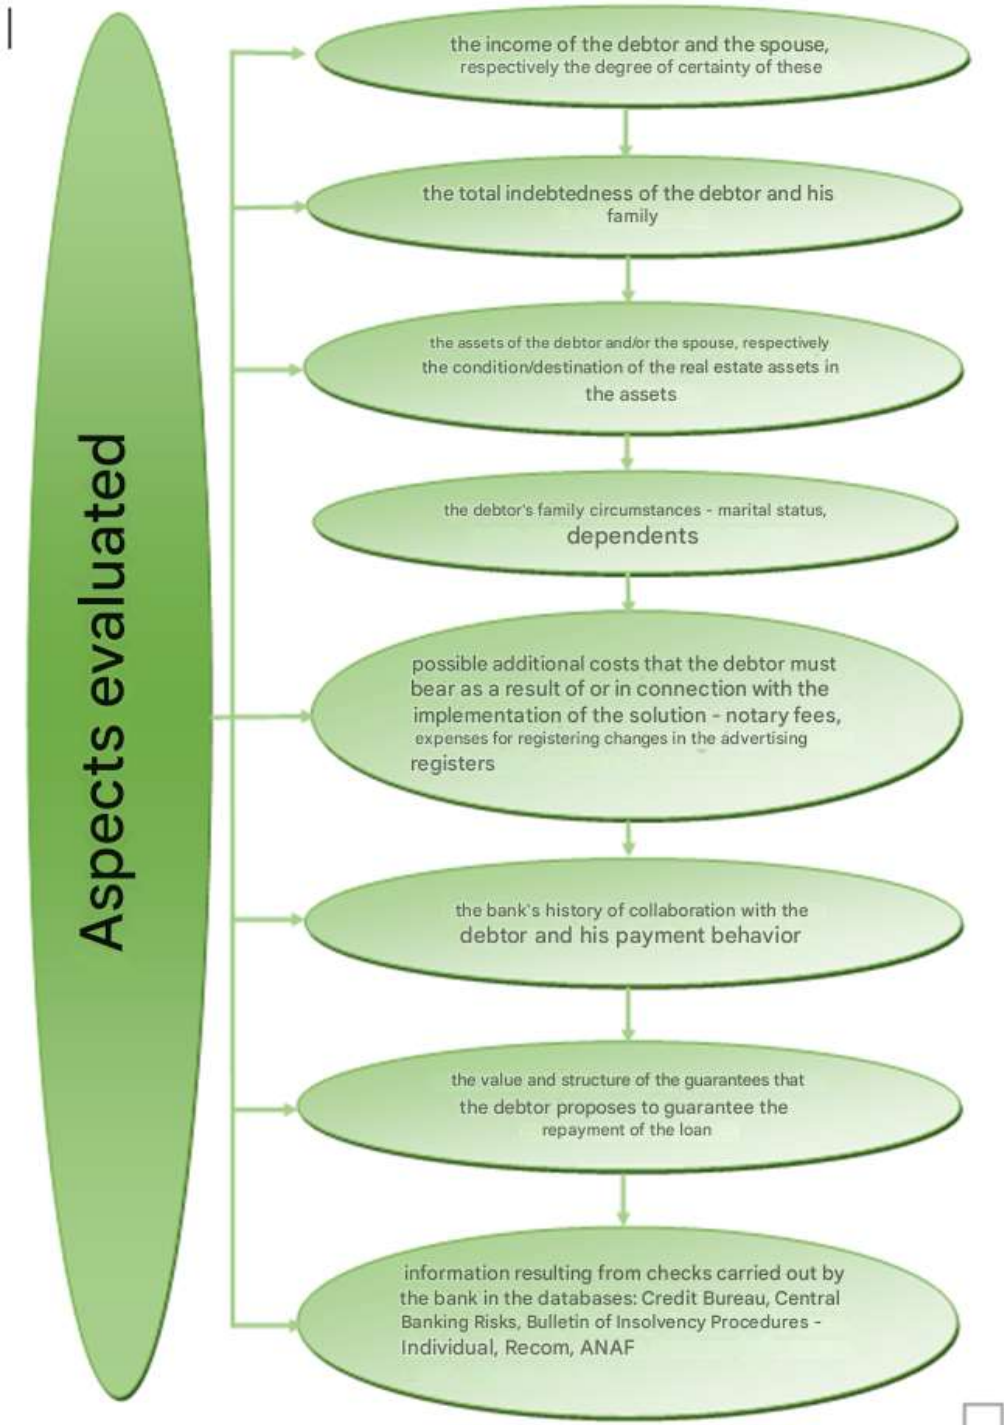 Aspects evaluated
the income of the debtor and the spouse,
respectively the degree of certainty of these
the total indebtedness of the debtor and his
family
the assets of the debtor and/or the spouse, respectively
the condition/destination of the real estate assets in
the assets
the debtor's family circumstances - marital status,
dependents
possible additional costs that the debtor must
bear as a result of or in connection with the
implementation of the solution - notary fees,
expenses for registering changes in the advertising
registers
the bank's history of collaboration with the
debtor and his payment behavior
the value and structure of the guarantees that
the debtor proposes to guarantee the
repayment of the loan
information resulting from checks carried out by
the bank in the databases: Credit Bureau, Central
Banking Risks, Bulletin of Insolvency Procedures -
Individual, Recom, ANAF